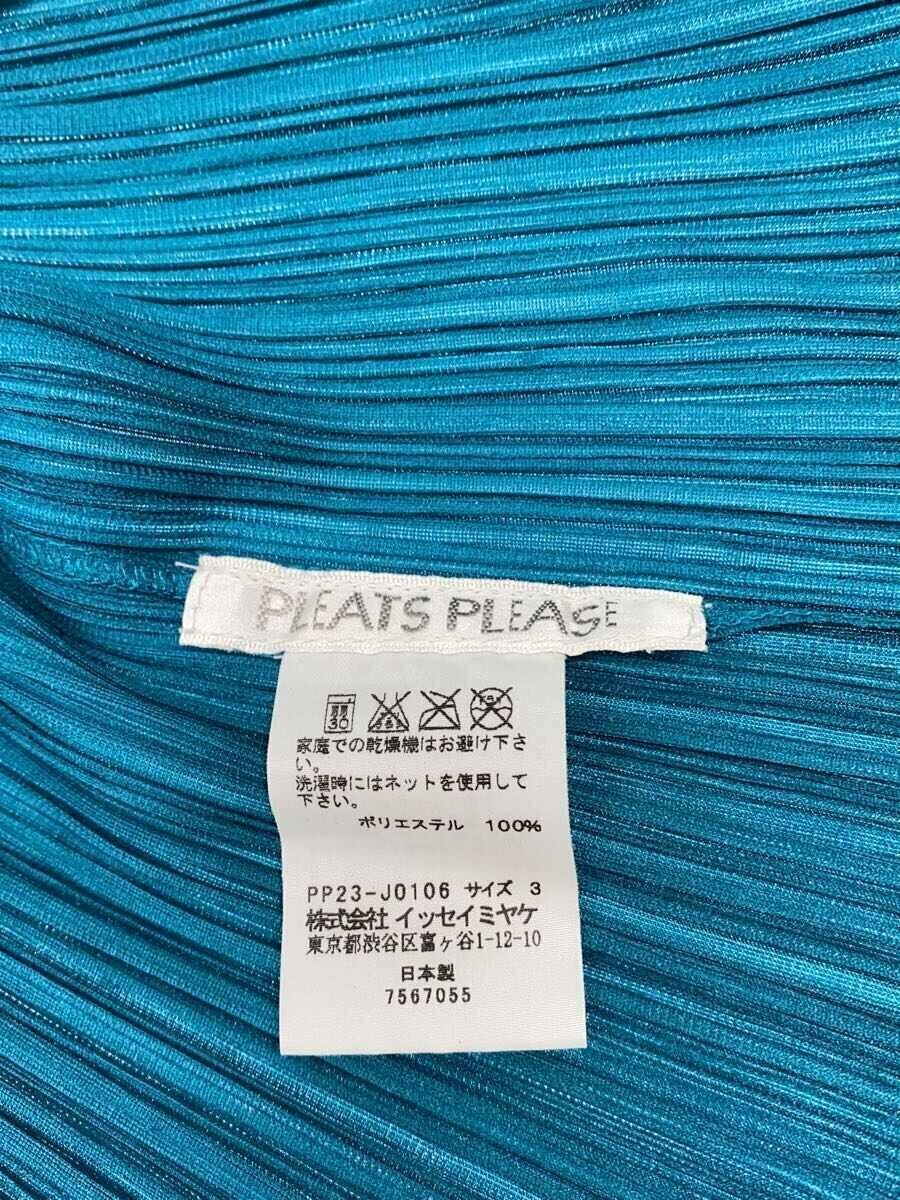 PLEATS PLEASE
30
家庭での乾燥機はお避け下さ
い。
洗濯時にはネットを使用して
下さい。
ポリエステル 100%
PP23-J0106 サイズ 3
株式会社 イッセイミヤケ
東京都渋谷区富ヶ谷1-12-10
日本製
7567055